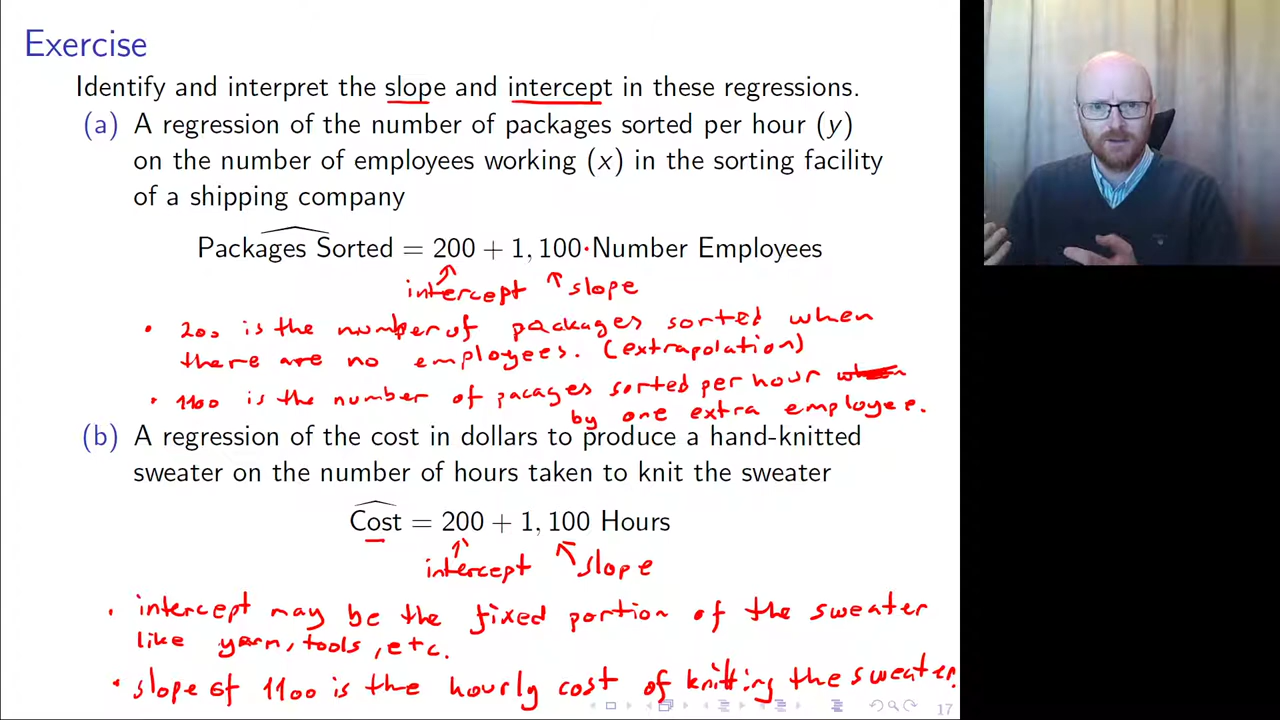 Exercise
Identify and interpret the slope and intercept in these regressions.
(a) A regression of the number of packages sorted per hour (y)
on the number of employees working (x) in the sorting facility
of a shipping company
Packages Sorted = 200 + 1, 100·Number Employees
intercept slope
• 200 is the number of packages sorted when
there are no employees. (extrapolation)
• 1100 is the number of pacages sorted per hour when
by one extra employee.
(b) A regression of the cost in dollars to produce a hand-knitted
sweater on the number of hours taken to knit the sweater
Cost = 200 + 1, 100 Hours
intercept slope
• intercept may be the fixed portion of the sweater
like yarn, tools, etc.
• slope of 1100 is the hourly cost of knitting the sweater.
17